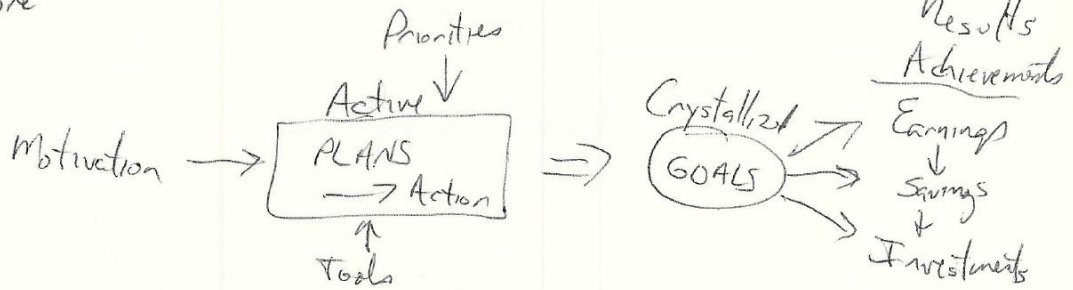 Results
Priorities
Achievements
Active
Crystallized
Earnings
Motivation
PLANS
GOALS
Action
Savings
Tools
Investments